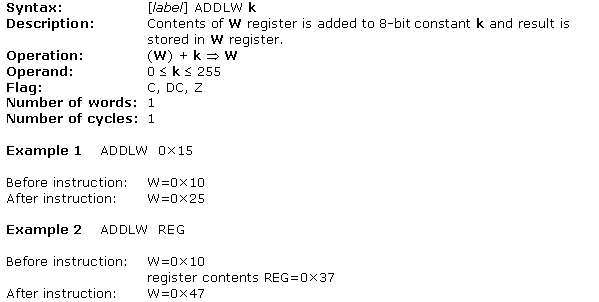 Syntax: [label] ADDLW k
Description: Contents of W register is added to 8-bit constant k and result is
stored in W register.
Operation: (W) + k ⇒ W
Operand: 0 ≤ k ≤ 255
Flag: C, DC, Z
Number of words: 1
Number of cycles: 1
Example 1 ADDLW 0×15
Before instruction: W=0×10
After instruction: W=0×25
Example 2 ADDLW REG
Before instruction: W=0×10
register contents REG=0×37
After instruction: W=0×47